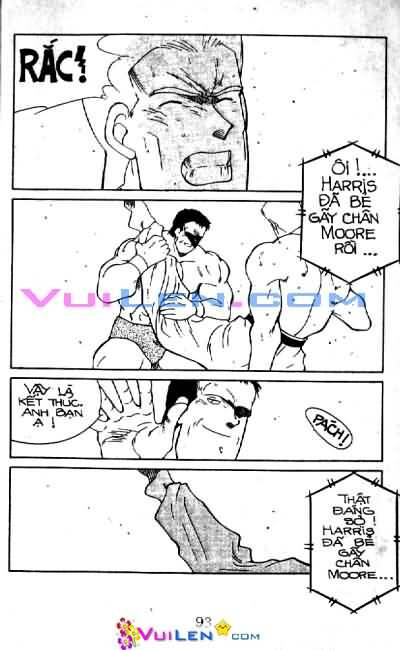 RẮC!
ÔI !...
HARRIS
ĐÃ BẺ
GÃY CHÂN
MOORE
RỒI ...
VUILEN.COM
VẬY LÀ
KẾT THÚC,
ANH BẠN
Ạ !
BẠCH!
THẬT
ĐÁNG
SỢ !
HARRIS
ĐÃ BẺ
GÃY
CHÂN
MOORE...
93
VUILEN.COM